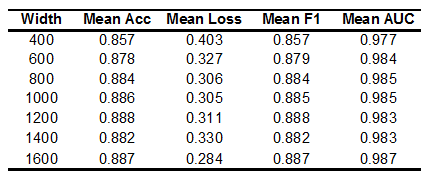 Width Mean Acc Mean Loss Mean F1 Mean AUC
400 0.857 0.403 0.857 0.977
600 0.878 0.327 0.879 0.984
800 0.884 0.306 0.884 0.985
1000 0.886 0.305 0.885 0.985
1200 0.888 0.311 0.888 0.983
1400 0.882 0.330 0.882 0.983
1600 0.887 0.284 0.887 0.987